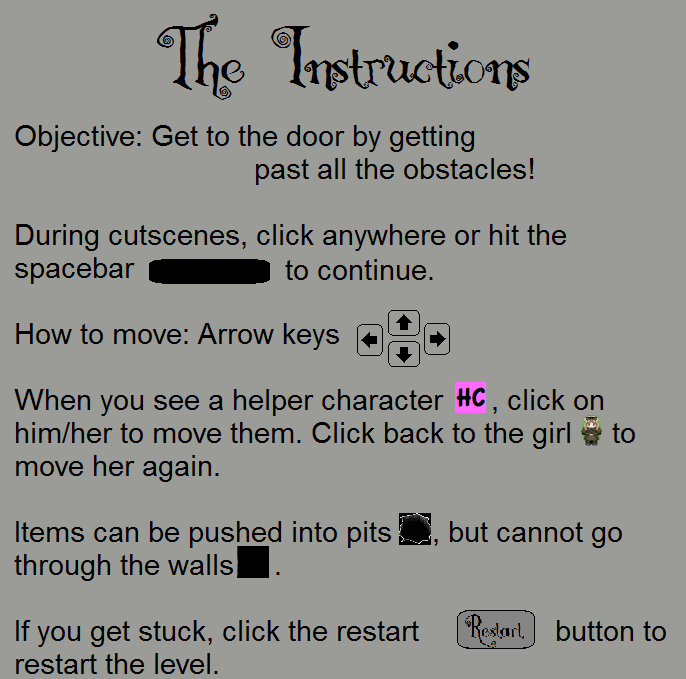 The Instructions
Objective: Get to the door by getting
past all the obstacles!
During cutscenes, click anywhere or hit the
spacebar to continue.
How to move: Arrow keys
When you see a helper character HC, click on
him/her to move them. Click back to the girl to
move her again.
Items can be pushed into pits , but cannot go
through the walls .
If you get stuck, click the restart Restart button to
restart the level.